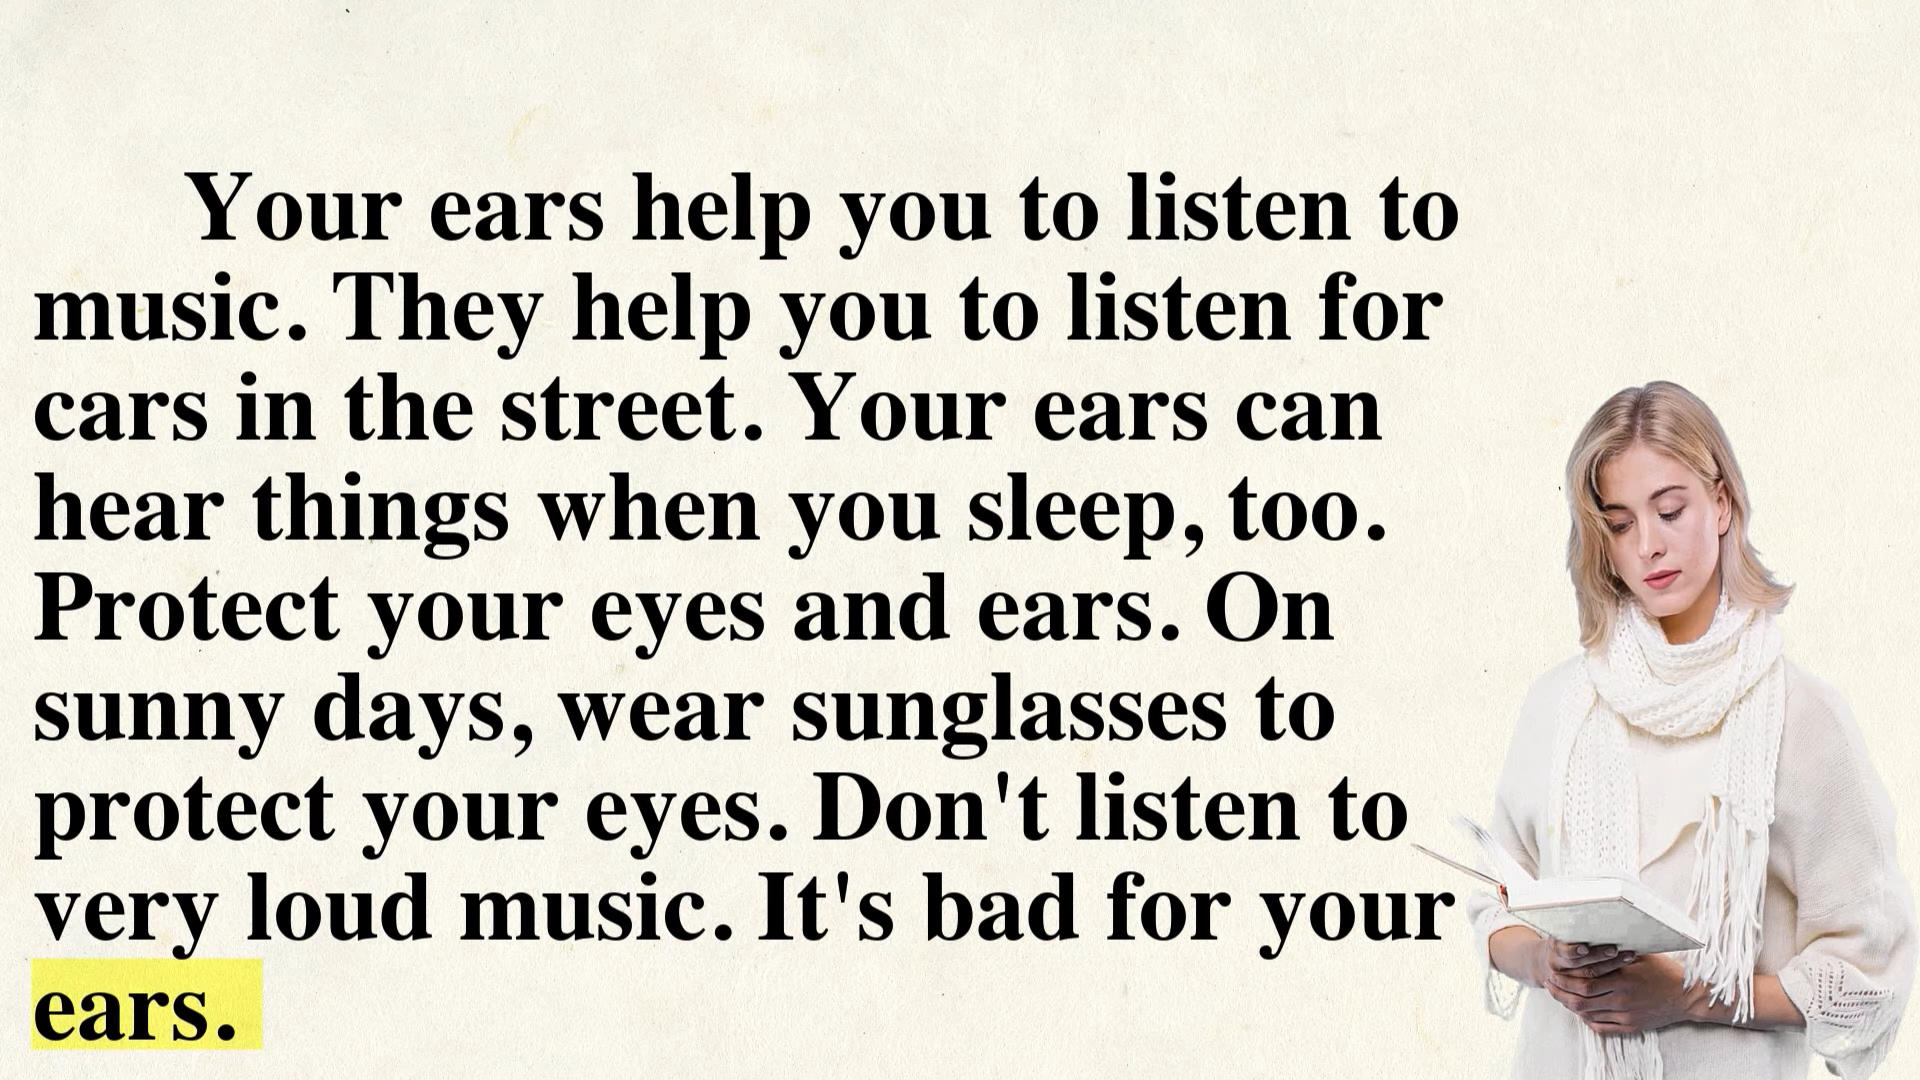 Your ears help you to listen to
music. They help you to listen for
cars in the street. Your ears can
hear things when you sleep, too.
Protect your eyes and ears. On
sunny days, wear sunglasses to
protect your eyes. Don't listen to
very loud music. It's bad for your
ears.